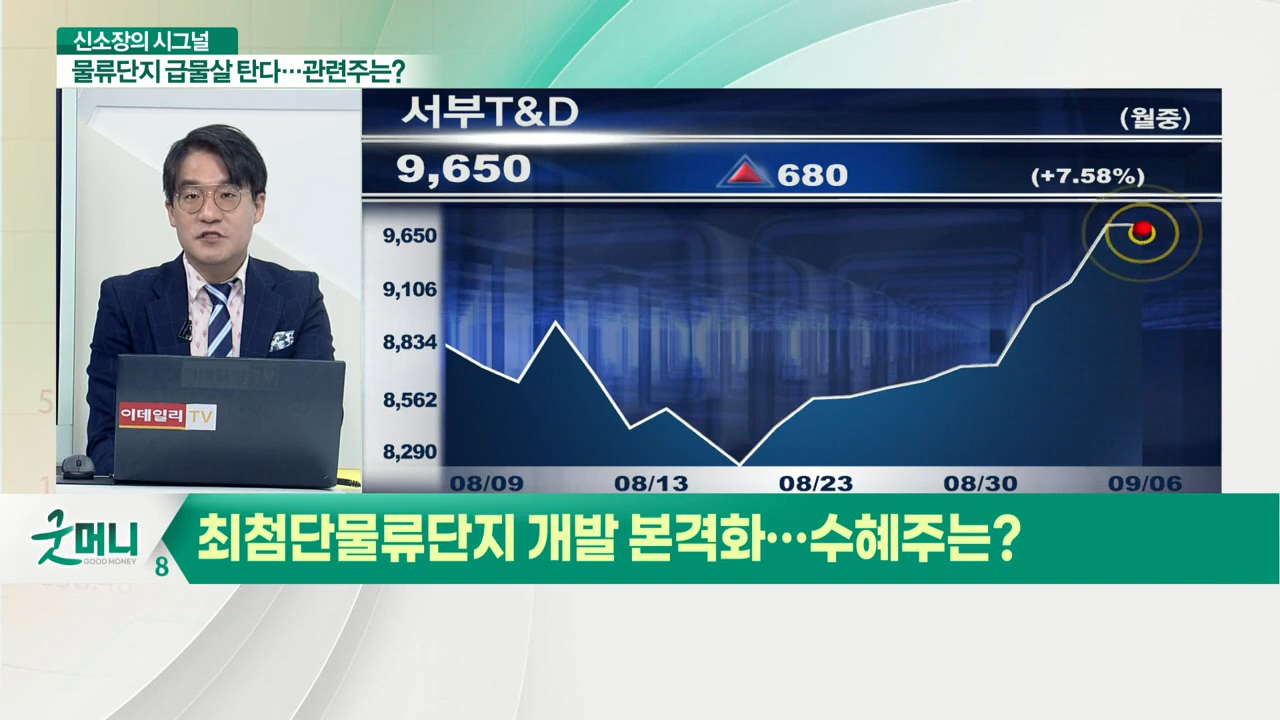 신소장의 시그널
물류단지 급물살 탄다…관련주는?
서부T&D
(월중)
9,650
680
(+7.58%)
9,650
9,106
8,834
8,562
8,290
08/09
08/13
08/23
08/30
09/06
이데일리 TV
굿머니
GOOD MONEY
8
최첨단물류단지 개발 본격화…수혜주는?
5
1